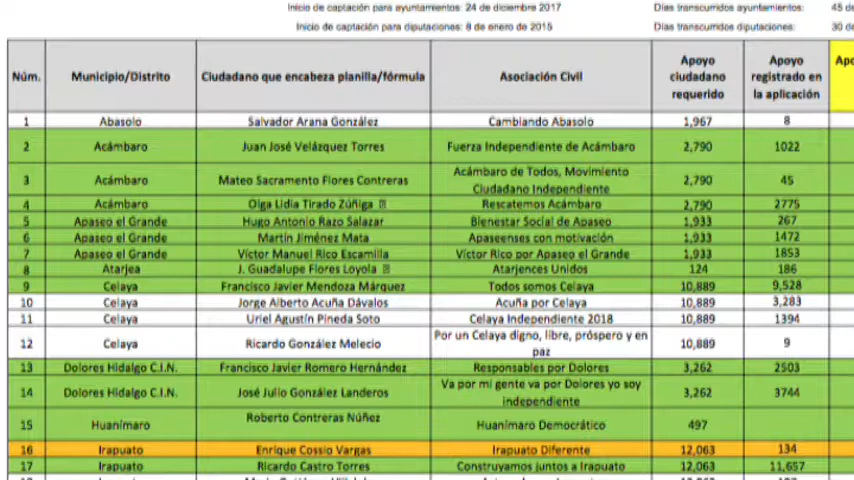 Inicio de captación para ayuntamientos: 24 de diciembre 2017 Días transcurridos ayuntamientos: 45 de
Inicio de captación para diputaciones: 8 de enero de 2015 Días transcurridos diputaciones: 30 de
Núm. Municipio/Distrito Ciudadano que encabeza planilla/fórmula Asociación Civil Apoyo ciudadano requerido Apoyo registrado en la aplicación Apo
1 Abasolo Salvador Arana González Cambiando Abasolo 1,967 8
2 Acámbaro Juan José Velázquez Torres Fuerza Independiente de Acámbaro 2,790 1022
3 Acámbaro Mateo Sacramento Flores Contreras Acámbaro de Todos, Movimiento Ciudadano Independiente 2,790 45
4 Acámbaro Olga Lidia Tirado Zúñiga Rescatemos Acámbaro 2,790 2775
5 Apaseo el Grande Hugo Antonio Razo Salazar Bienestar Social de Apaseo 1,933 267
6 Apaseo el Grande Martín Jiménez Mata Apaseenses con motivación 1,933 1472
7 Apaseo el Grande Víctor Manuel Rico Escamilla Víctor Rico por Apaseo el Grande 1,933 1853
8 Atarjea J. Guadalupe Flores Loyola Atarjences Unidos 124 186
9 Celaya Francisco Javier Mendoza Márquez Todos somos Celaya 10,889 9,528
10 Celaya Jorge Alberto Acuña Dávalos Acuña por Celaya 10,889 3,283
11 Celaya Uriel Agustín Pineda Soto Celaya Independiente 2018 10,889 1394
12 Celaya Ricardo González Melecio Por un Celaya digno, libre, próspero y en paz 10,889 9
13 Dolores Hidalgo C.I.N. Francisco Javier Romero Hernández Responsables por Dolores 3,262 2503
14 Dolores Hidalgo C.I.N. José Julio González Landeros Va por mi gente va por Dolores yo soy independiente 3,262 3744
15 Huanímaro Roberto Contreras Núñez Huanímaro Democrático 497
16 Irapuato Enrique Cossio Vargas Irapuato Diferente 12,063 134
17 Irapuato Ricardo Castro Torres Construyamos juntos a Irapuato 12,063 11,657